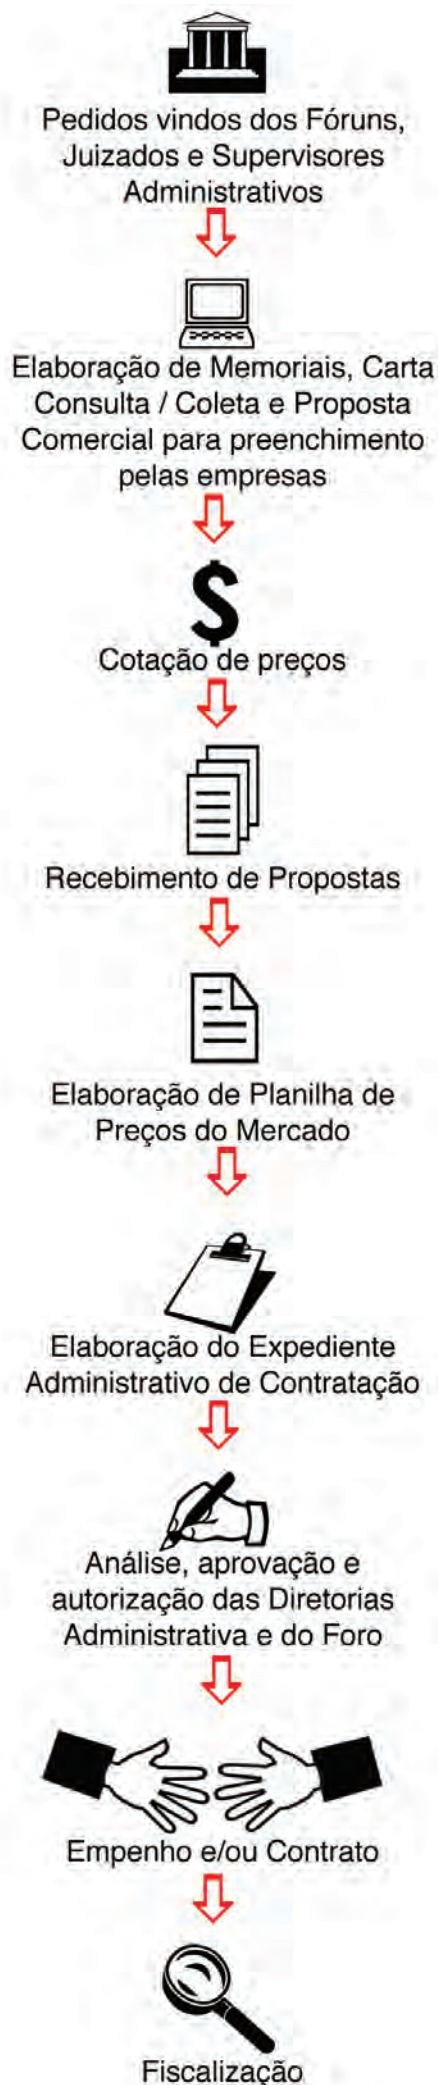 Pedidos vindos dos Fóruns,
Juizados e Supervisores
Administrativos
Elaboração de Memoriais, Carta
Consulta / Coleta e Proposta
Comercial para preenchimento
pelas empresas
$
Cotação de preços
Recebimento de Propostas
Elaboração de Planilha de
Preços do Mercado
Elaboração do Expediente
Administrativo de Contratação
Análise, aprovação e
autorização das Diretorias
Administrativa e do Foro
Empenho e/ou Contrato
Fiscalização